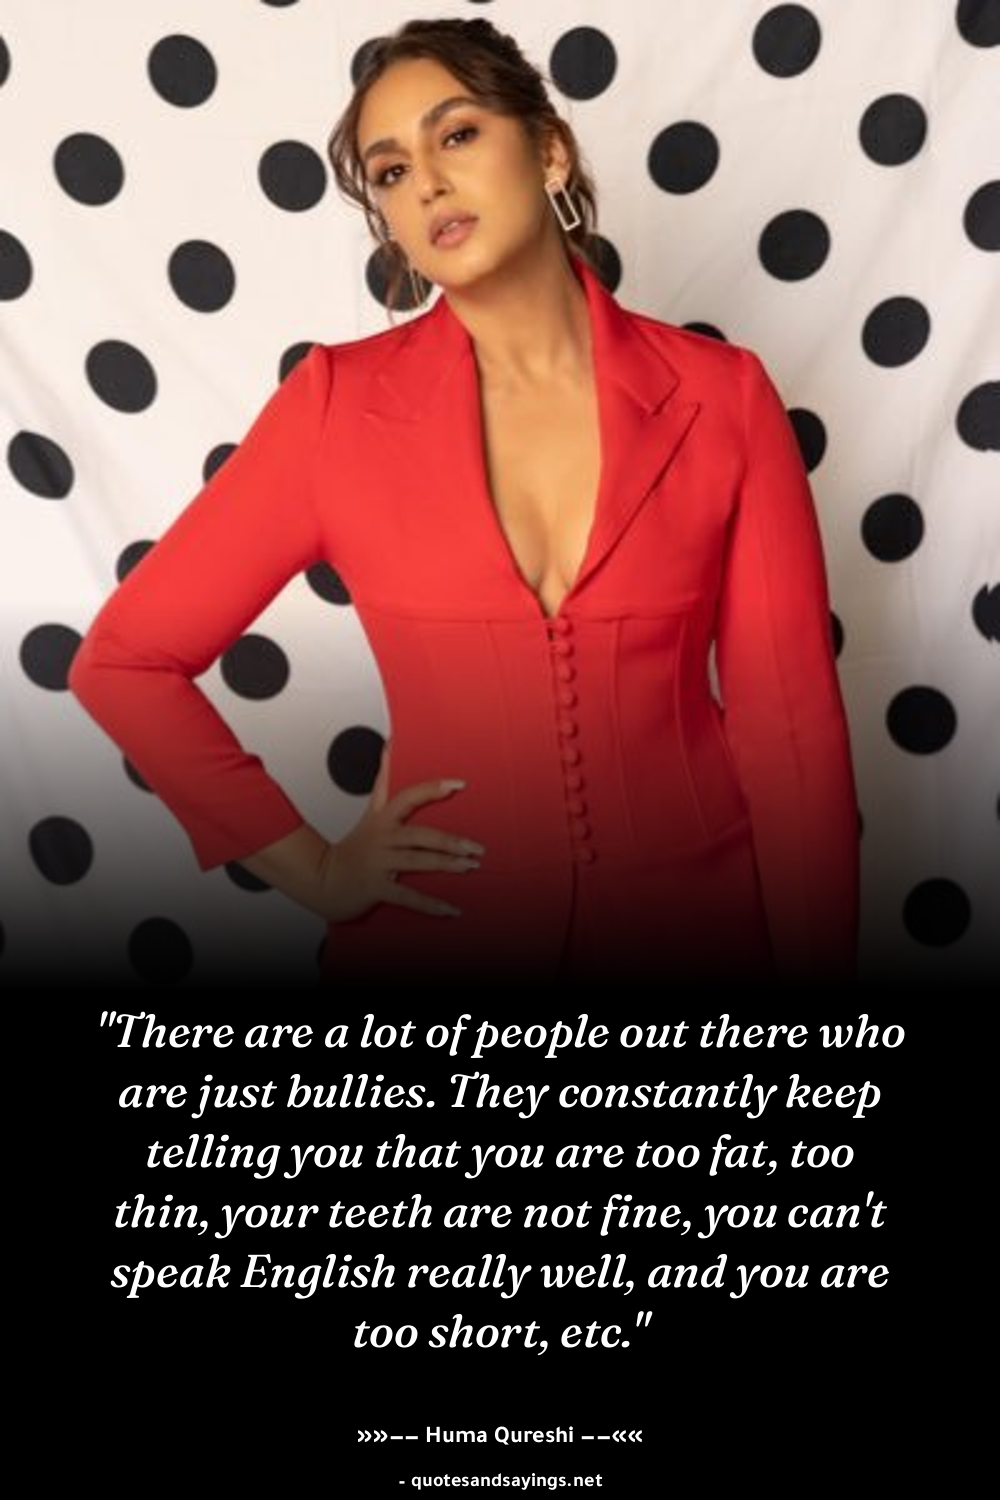 "There are a lot of people out there who
are just bullies. They constantly keep
telling you that you are too fat, too
thin, your teeth are not fine, you can't
speak English really well, and you are
too short, etc."
»»–– Huma Qureshi ––««
- quotesandsayings.net